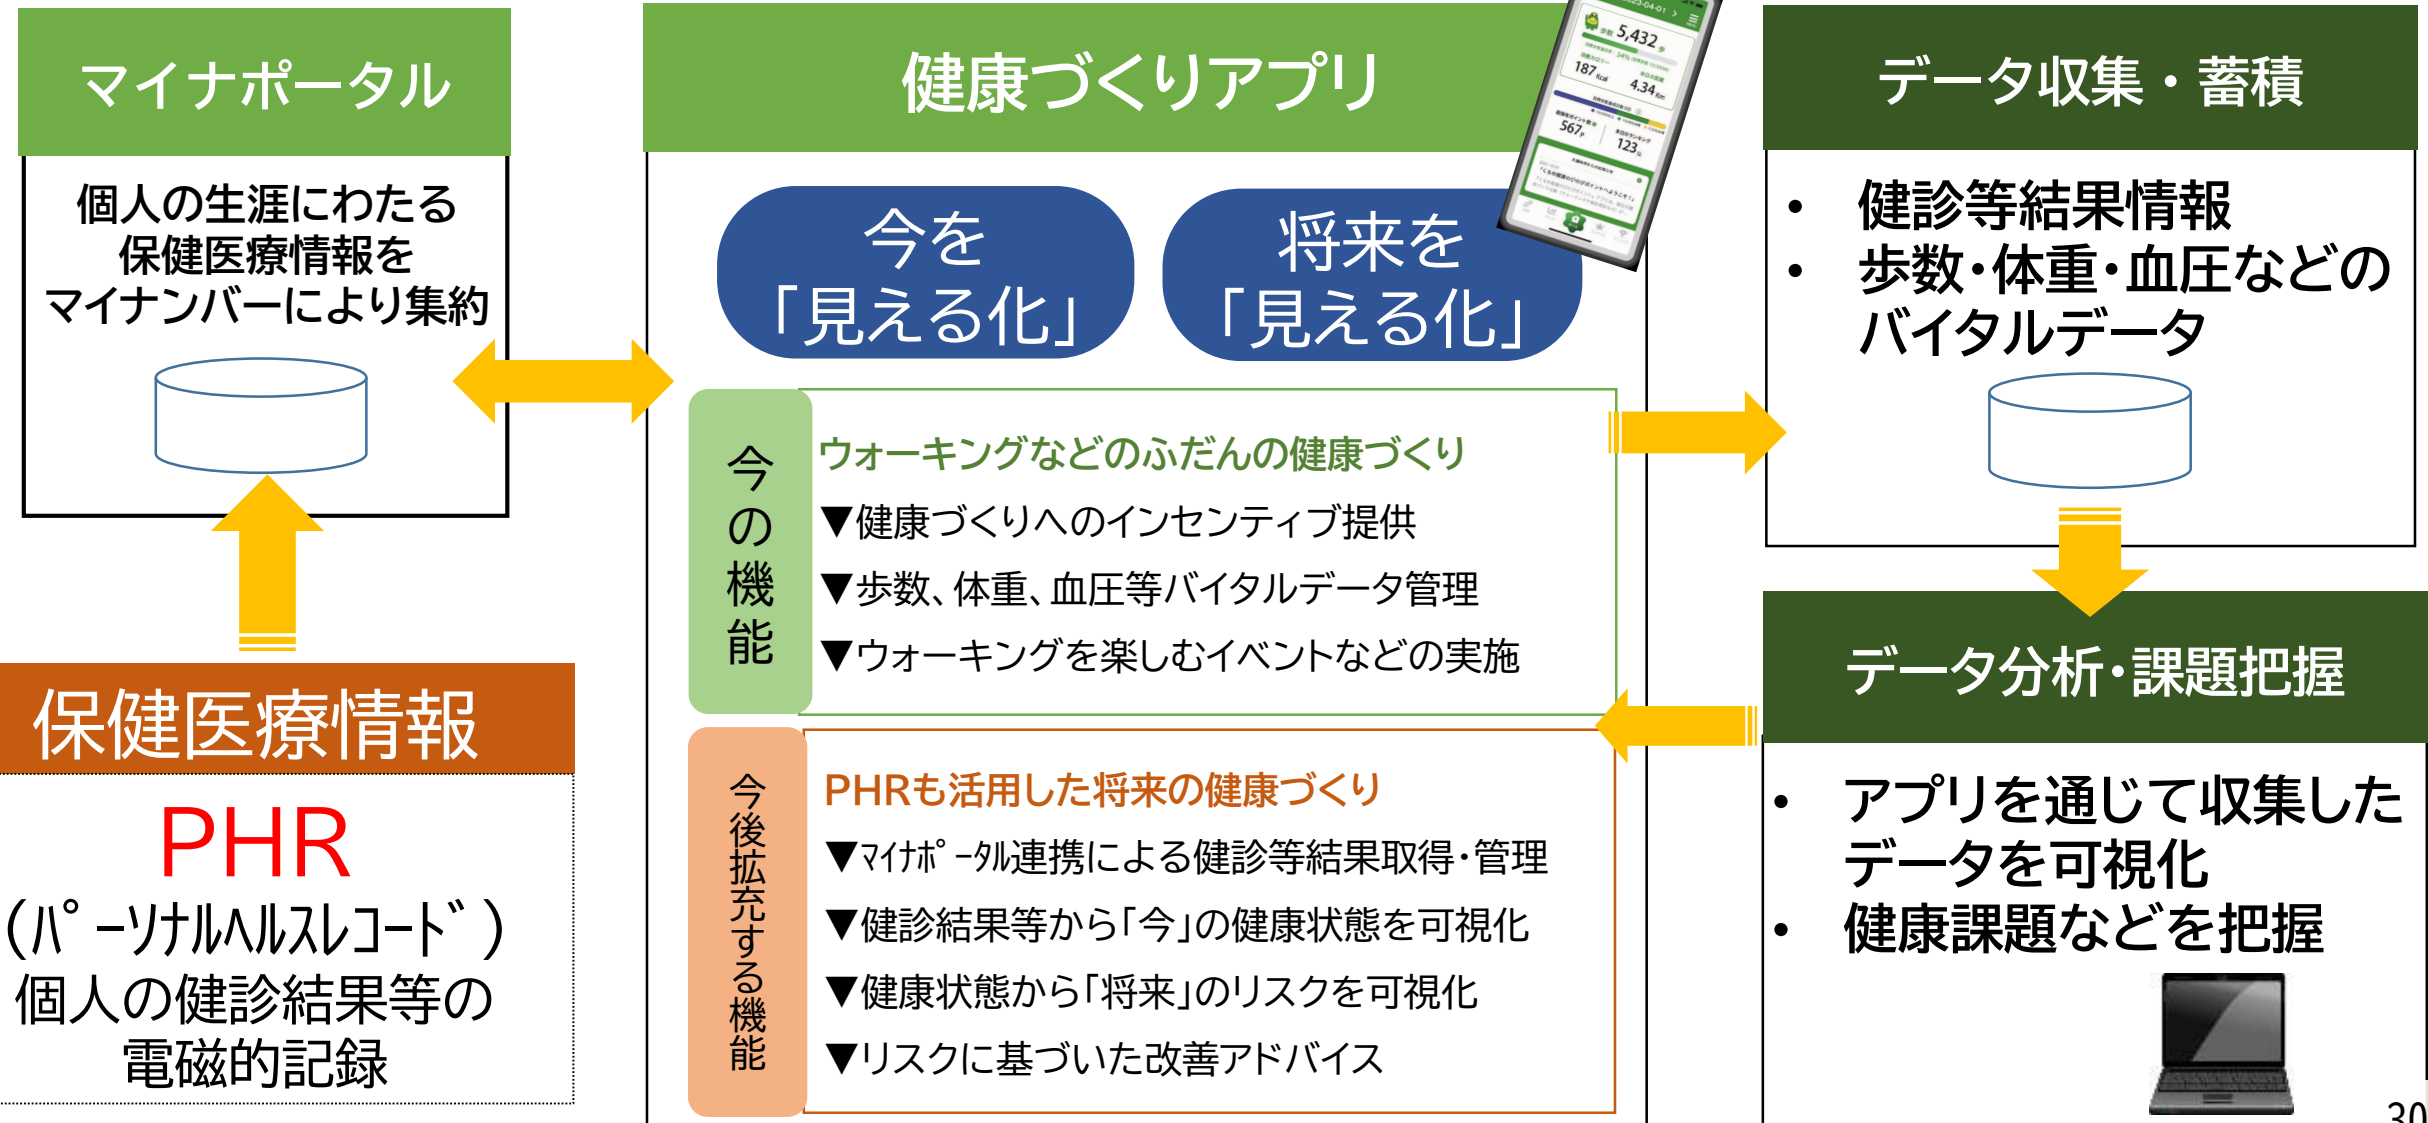 マイナポータル
個人の生涯にわたる
保健医療情報を
マイナンバーにより集約
保健医療情報
PHR
(ﾊﾟｰｿﾅﾙﾍﾙｽﾚｺｰﾄﾞ)
個人の健診結果等の
電磁的記録
健康づくりアプリ
5,432
187 Kcal
4.34 Km
567P
123
今を
「見える化」
将来を
「見える化」
今の機能
ウォーキングなどのふだんの健康づくり
▼健康づくりへのインセンティブ提供
▼歩数、体重、血圧等バイタルデータ管理
▼ウォーキングを楽しむイベントなどの実施
今後拡充する機能
PHRも活用した将来の健康づくり
▼ﾏｲﾅﾎﾟｰﾀﾙ連携による健診等結果取得・管理
▼健診結果等から「今」の健康状態を可視化
▼健康状態から「将来」のリスクを可視化
▼リスクに基づいた改善アドバイス
データ収集・蓄積
• 健診等結果情報
• 歩数・体重・血圧などの
バイタルデータ
データ分析・課題把握
• アプリを通じて収集した
データを可視化
• 健康課題などを把握
30